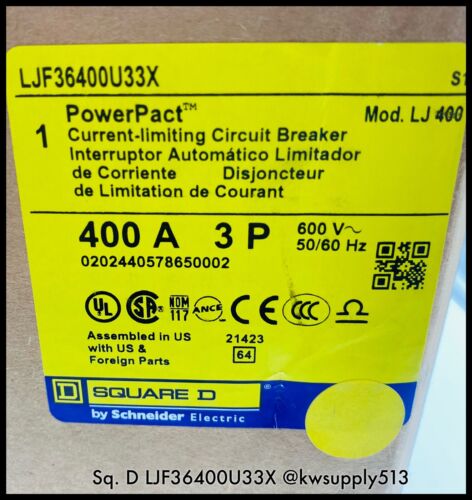 LJF36400U33X
PowerPact™ Mod. LJ 400
1 Current-limiting Circuit Breaker
Interruptor Automático Limitador
de Corriente Disjoncteur
de Limitation de Courant
400 A 3 P 600 V~
50/60 Hz
0202440578650002
UL SA NOM 117 ANCE CE CCC
Assembled in US 21423
with US & 64
Foreign Parts
D SQUARE D ®
by Schneider Electric
Sq. D LJF36400U33X @kwsupply513